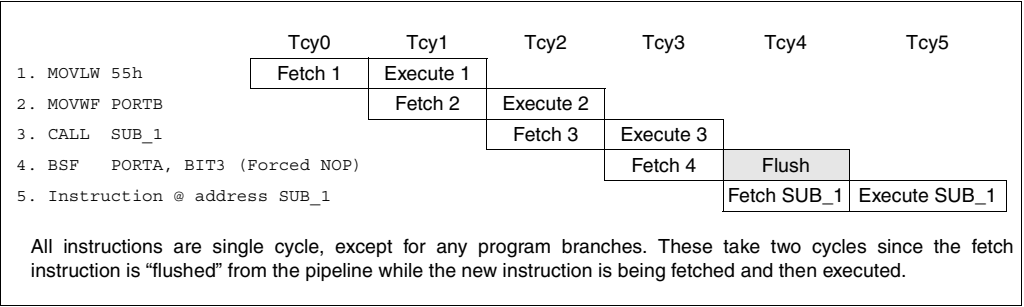 Tcy0 Tcy1 Tcy2 Tcy3 Tcy4 Tcy5
1. MOVLW 55h Fetch 1 Execute 1
2. MOVWF PORTB Fetch 2 Execute 2
3. CALL SUB_1 Fetch 3 Execute 3
4. BSF PORTA, BIT3 (Forced NOP) Fetch 4 Flush
5. Instruction @ address SUB_1 Fetch SUB_1 Execute SUB_1
All instructions are single cycle, except for any program branches. These take two cycles since the fetch
instruction is “flushed” from the pipeline while the new instruction is being fetched and then executed.